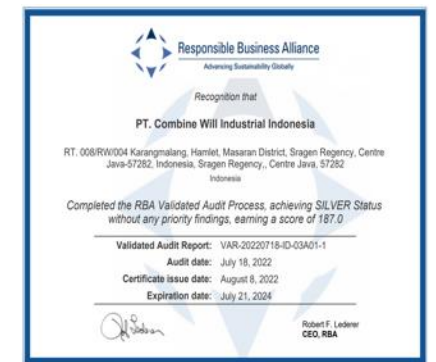 Responsible Business Alliance
Advancing Sustainability Globally
Recognition that
PT. Combine Will Industrial Indonesia
RT. 008/RW/004 Karangmalang, Hamlet, Masaran District, Sragen Regency, Centre
Java-57282, Indonesia, Sragen Regency,, Centre Java, 57282
Indonesia
Completed the RBA Validated Audit Process, achieving SILVER Status
without any priority findings, earning a score of 187.0
Validated Audit Report: VAR-20220718-ID-03A01-1
Audit date: July 18, 2022
Certificate issue date: August 8, 2022
Expiration date: July 21, 2024
Robert F. Lederer
CEO, RBA